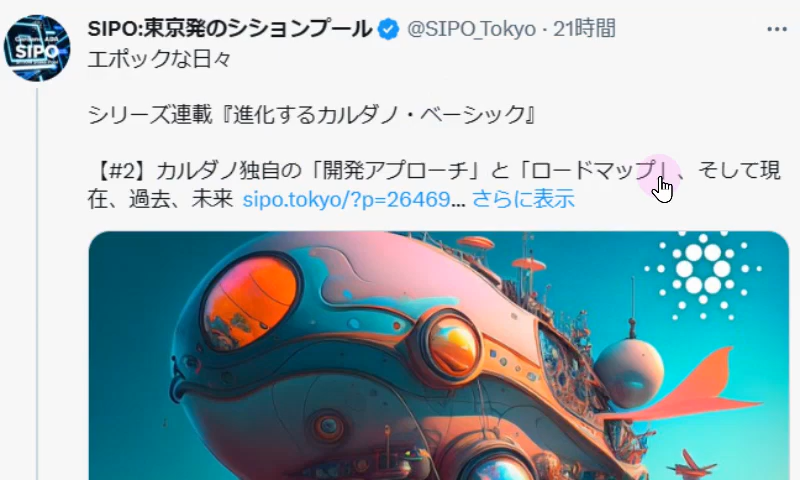 SIPO:東京発のシションプール @SIPO_Tokyo · 21時間
エポックな日々
シリーズ連載『進化するカルダノ・ベーシック』
【#2】カルダノ独自の「開発アプローチ」と「ロードマップ」、そして現
在、過去、未来 sipo.tokyo/?p=26469... さらに表示
SIPO